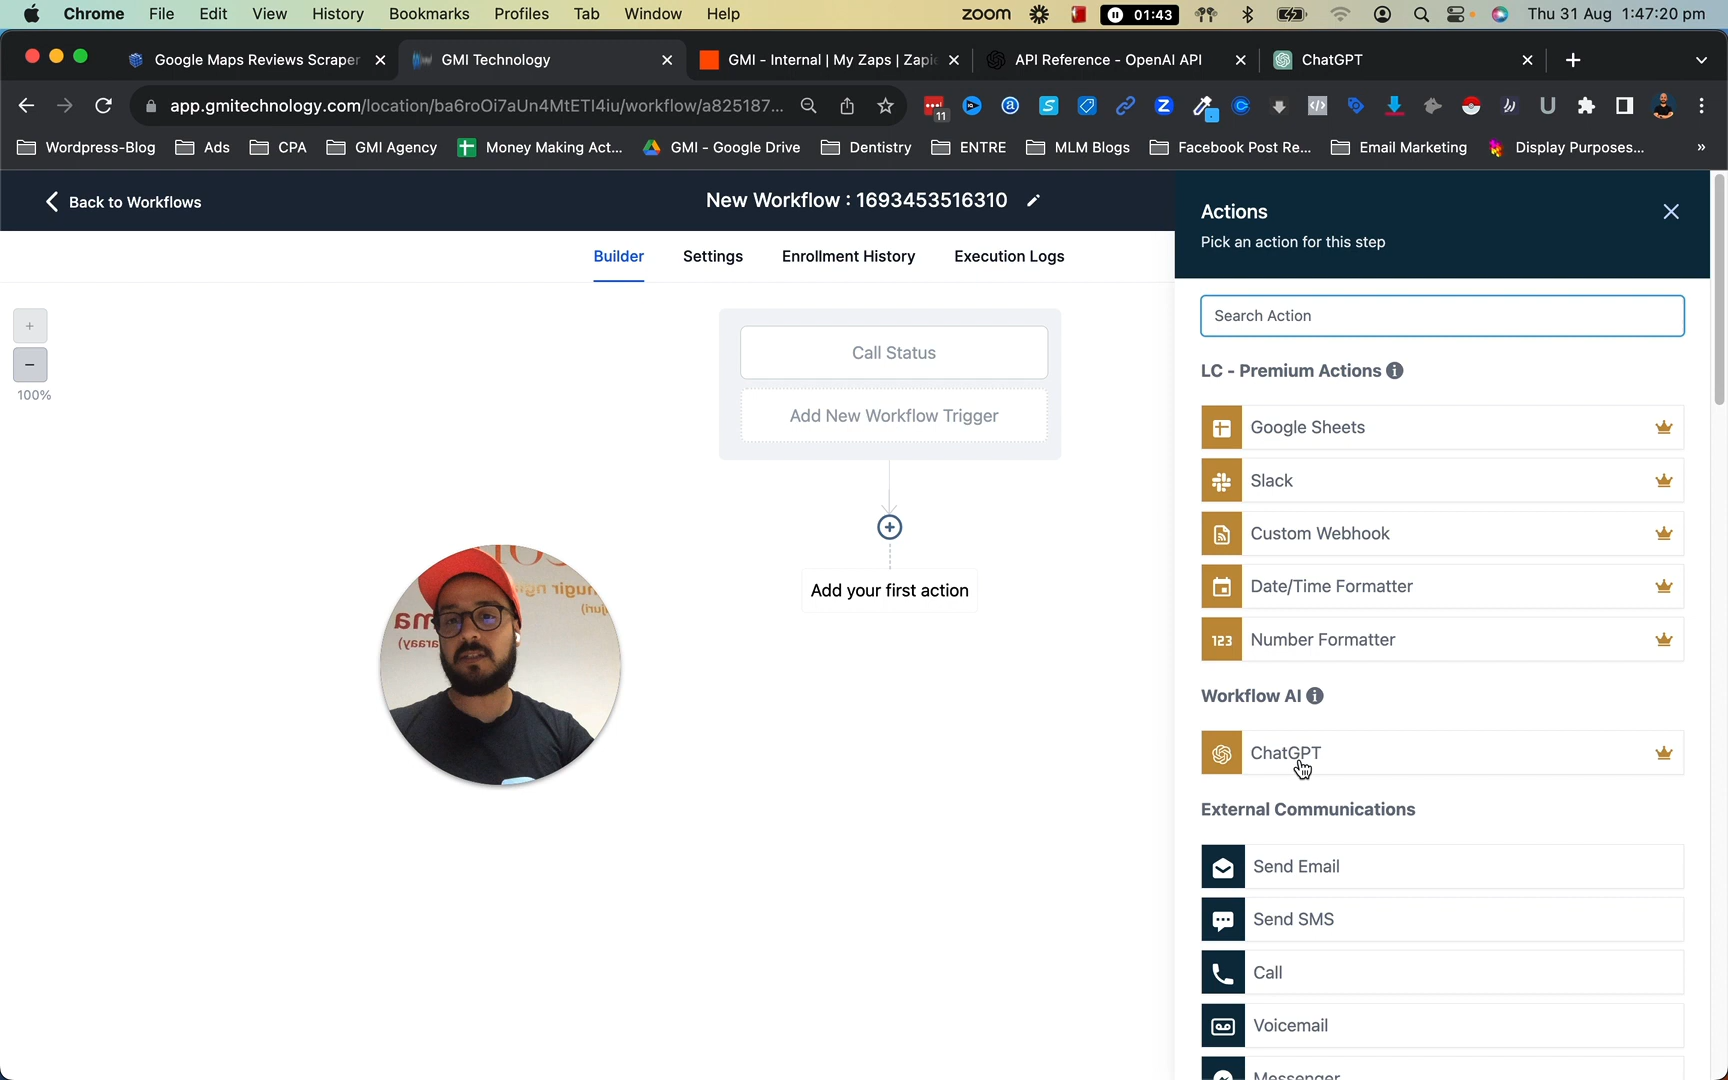 Chrome File Edit View History Bookmarks Profiles Tab Window Help zoom 01:43 Thu 31 Aug 1:47:20 pm
Google Maps Reviews Scraper GMI Technology GMI - Internal | My Zaps | Zapie API Reference - OpenAI API ChatGPT
app.gmitechnology.com/location/ba6roOi7aUn4MtETI4iu/workflow/a825187... 11
Wordpress-Blog Ads CPA GMI Agency Money Making Act... GMI - Google Drive Dentistry ENTRE MLM Blogs Facebook Post Re... Email Marketing Display Purposes... »
Back to Workflows
New Workflow : 1693453516310
Builder Settings Enrollment History Execution Logs
+
−
100%
Call Status
Add New Workflow Trigger
Add your first action
Actions
Pick an action for this step
Search Action
LC - Premium Actions
Google Sheets
Slack
Custom Webhook
Date/Time Formatter
123 Number Formatter
Workflow AI
ChatGPT
External Communications
Send Email
Send SMS
Call
Voicemail
Messenger